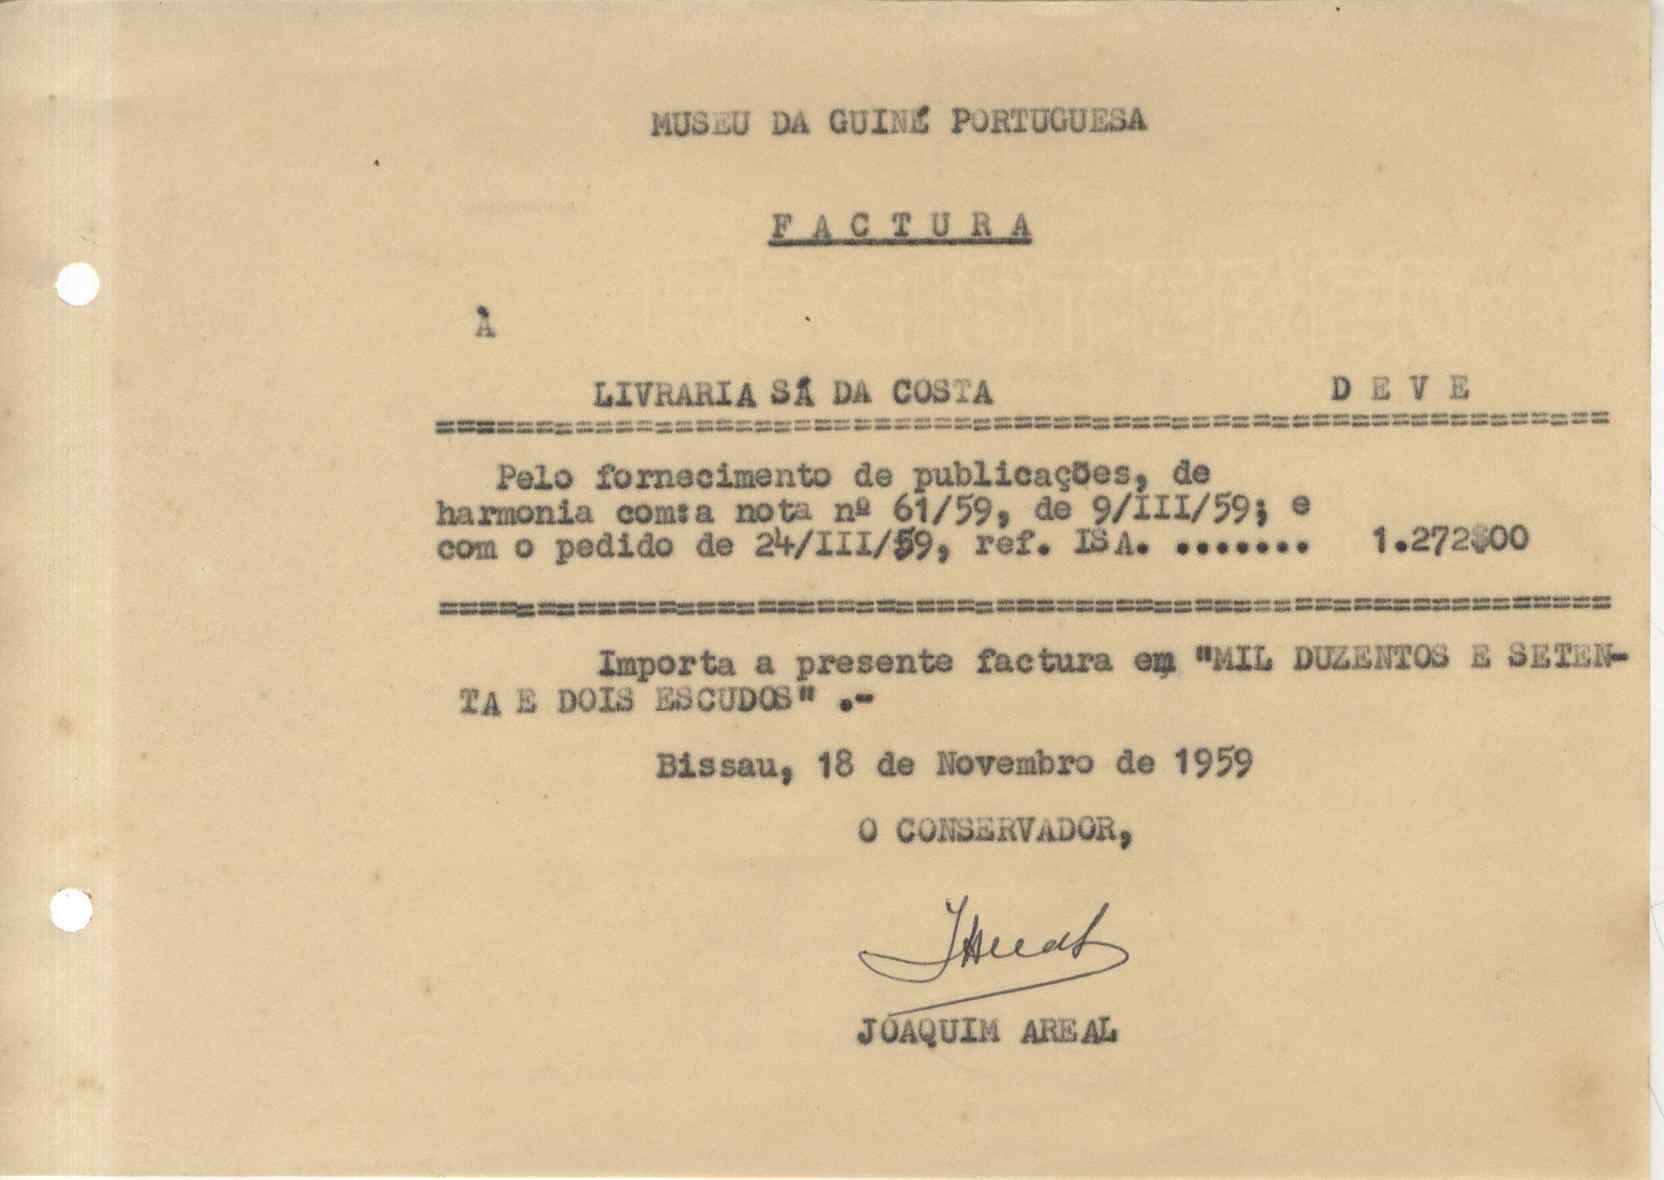 MUSEU DA GUINÉ PORTUGUESA
FACTURA
À
LIVRARIA SÁ DA COSTA DEVE
==========================================================
Pelo fornecimento de publicações, de
harmonia com:a nota nº 61/59, de 9/III/59; e
com o pedido de 24/III/59, ref. ISA. ....... 1.272$00
==========================================================
Importa a presente factura em "MIL DUZENTOS E SETEN-
TA E DOIS ESCUDOS" .-
Bissau, 18 de Novembro de 1959
O CONSERVADOR,
JAreal
JOAQUIM AREAL